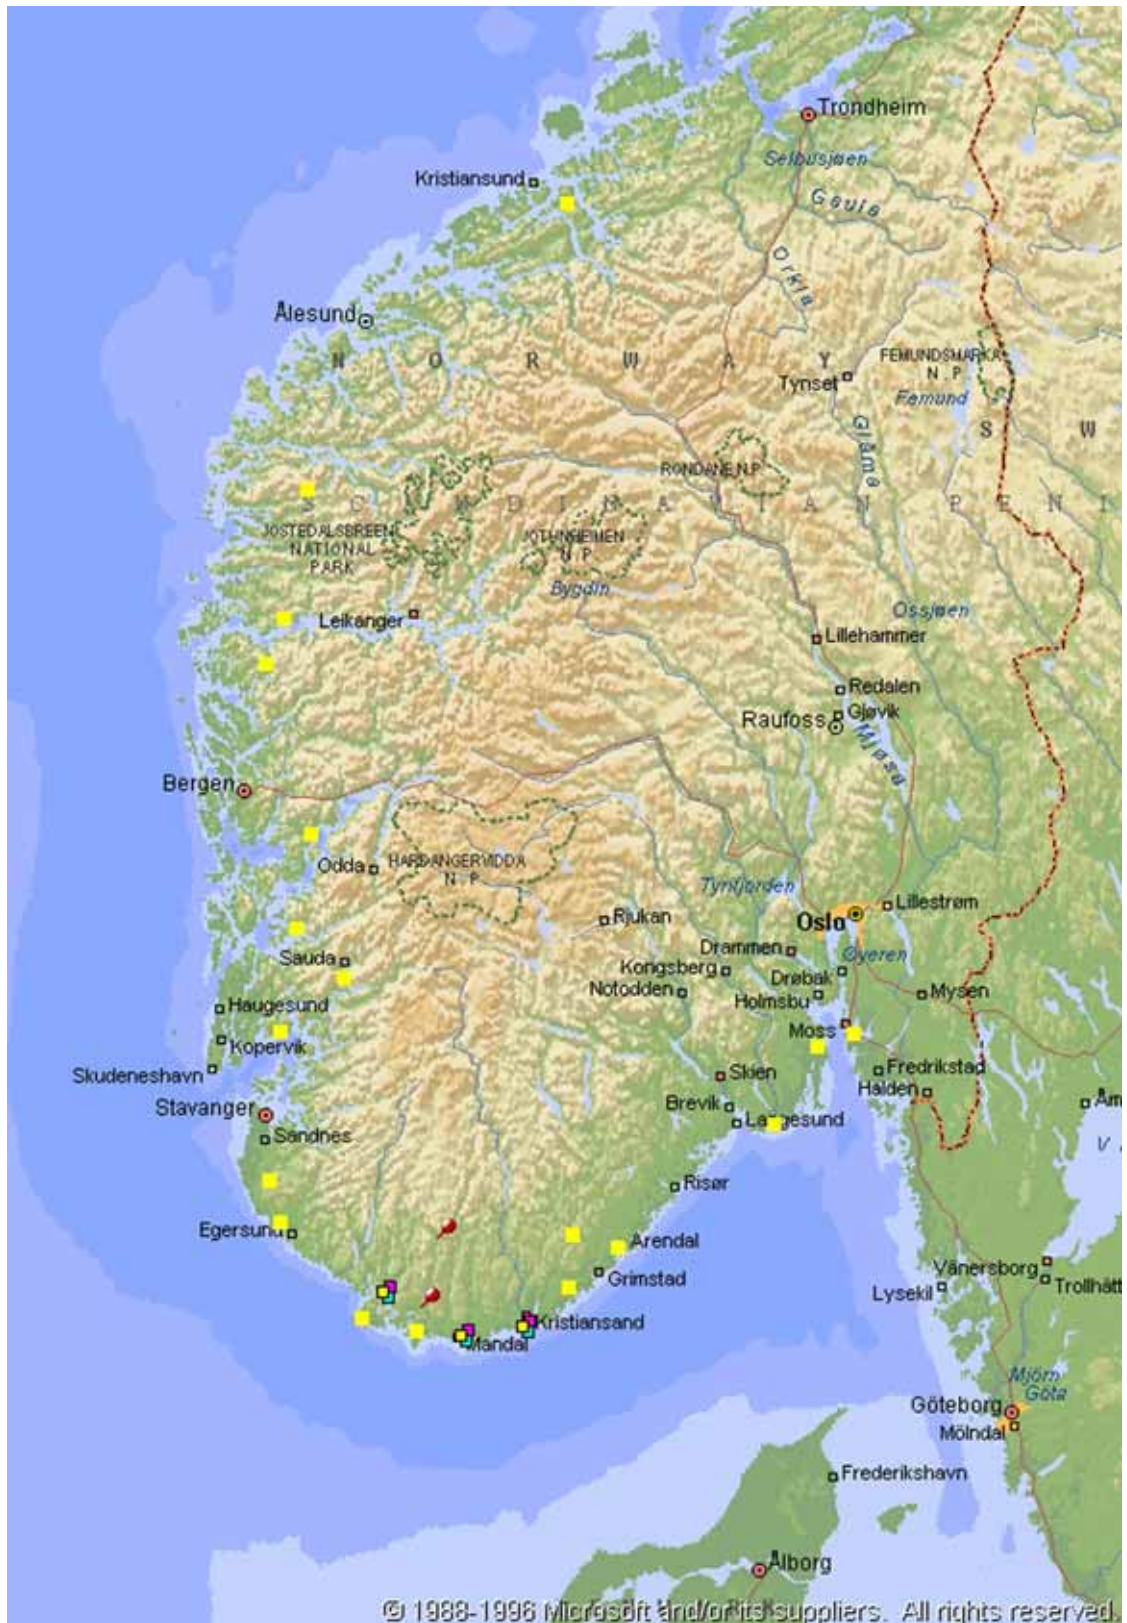 Trondheim
Selbusjøen
Kristiansund
Gaula
Orkla
Ålesund
N O R W A Y
FEMUNDSMARKA
N.P.
Tynset
Femund
S W
Glåma
RONDANE N.P.
S C A N D I N A V I A N P E N I
JOSTEDALSBREEN
NATIONAL
PARK
JOTUNHEIMEN
N.P.
Bygdin
Ossjøen
Leikanger
Lillehammer
Redalen
Gjøvik
Raufoss
Mjøsa
Bergen
Odda
HARDANGERVIDDA
N.P.
Tyrifjorden
Lillestrøm
Rjukan
Oslo
Drammen
Øyeren
Sauda
Kongsberg
Drøbak
Notodden
Holmsbu
Mysen
Haugesund
Moss
Kopervik
Skudeneshavn
Skien
Fredrikstad
Halden
Stavanger
Brevik
Langesund
Åm
Sandnes
V
Risør
Egersund
Arendal
Grimstad
Vänersborg
Trollhätt
Lysekil
Kristiansand
Mandal
Mjörn
Göta
Göteborg
Mölndal
Frederikshavn
Ålborg
© 1988-1996 Microsoft and/or its suppliers. All rights reserved.